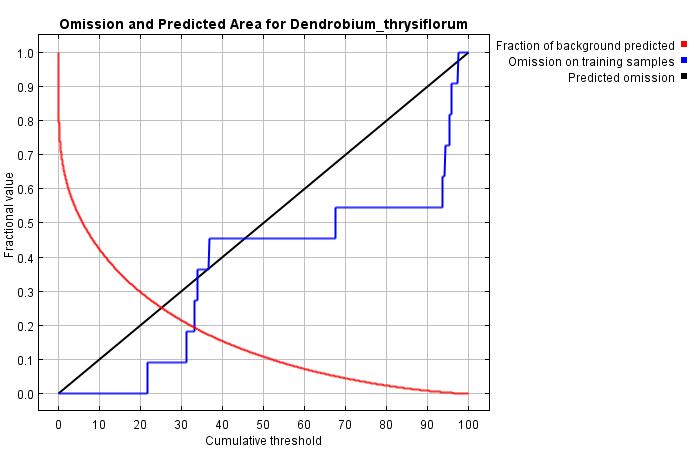 Omission and Predicted Area for Dendrobium_thrysiflorum
Fraction of background predicted
Omission on training samples
Predicted omission
Fractional value
1.0
0.9
0.8
0.7
0.6
0.5
0.4
0.3
0.2
0.1
0.0
0 10 20 30 40 50 60 70 80 90 100
Cumulative threshold